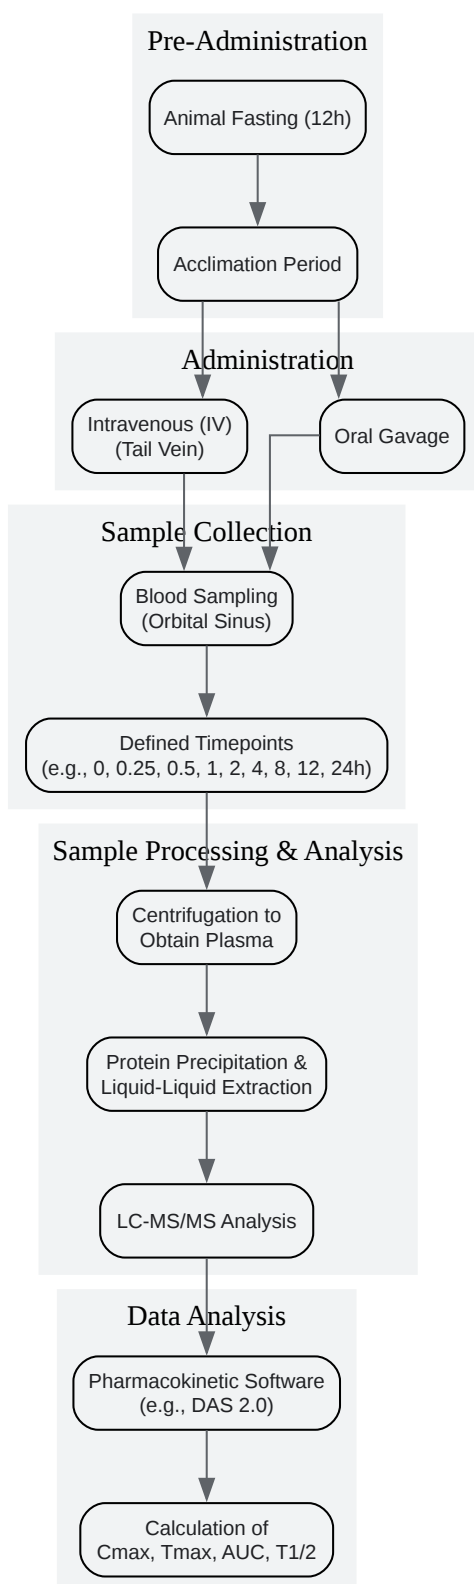 Pre-Administration
Animal Fasting (12h)
Acclimation Period
Administration
Intravenous (IV)
(Tail Vein)
Oral Gavage
Sample Collection
Blood Sampling
(Orbital Sinus)
Defined Timepoints
(e.g., 0, 0.25, 0.5, 1, 2, 4, 8, 12, 24h)
Sample Processing & Analysis
Centrifugation to
Obtain Plasma
Protein Precipitation &
Liquid-Liquid Extraction
LC-MS/MS Analysis
Data Analysis
Pharmacokinetic Software
(e.g., DAS 2.0)
Calculation of
Cmax, Tmax, AUC, T1/2